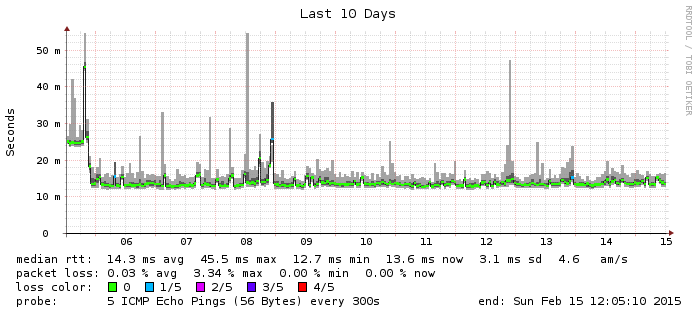 Last 10 Days
RRDTOOL / TOBI OETIKER
Seconds
50 m
40 m
30 m
20 m
10 m
0
06 07 08 09 10 11 12 13 14 15
median rtt: 14.3 ms avg 45.5 ms max 12.7 ms min 13.6 ms now 3.1 ms sd 4.6 am/s
packet loss: 0.03 % avg 3.34 % max 0.00 % min 0.00 % now
loss color: 0 1/5 2/5 3/5 4/5
probe: 5 ICMP Echo Pings (56 Bytes) every 300s end: Sun Feb 15 12:05:10 2015